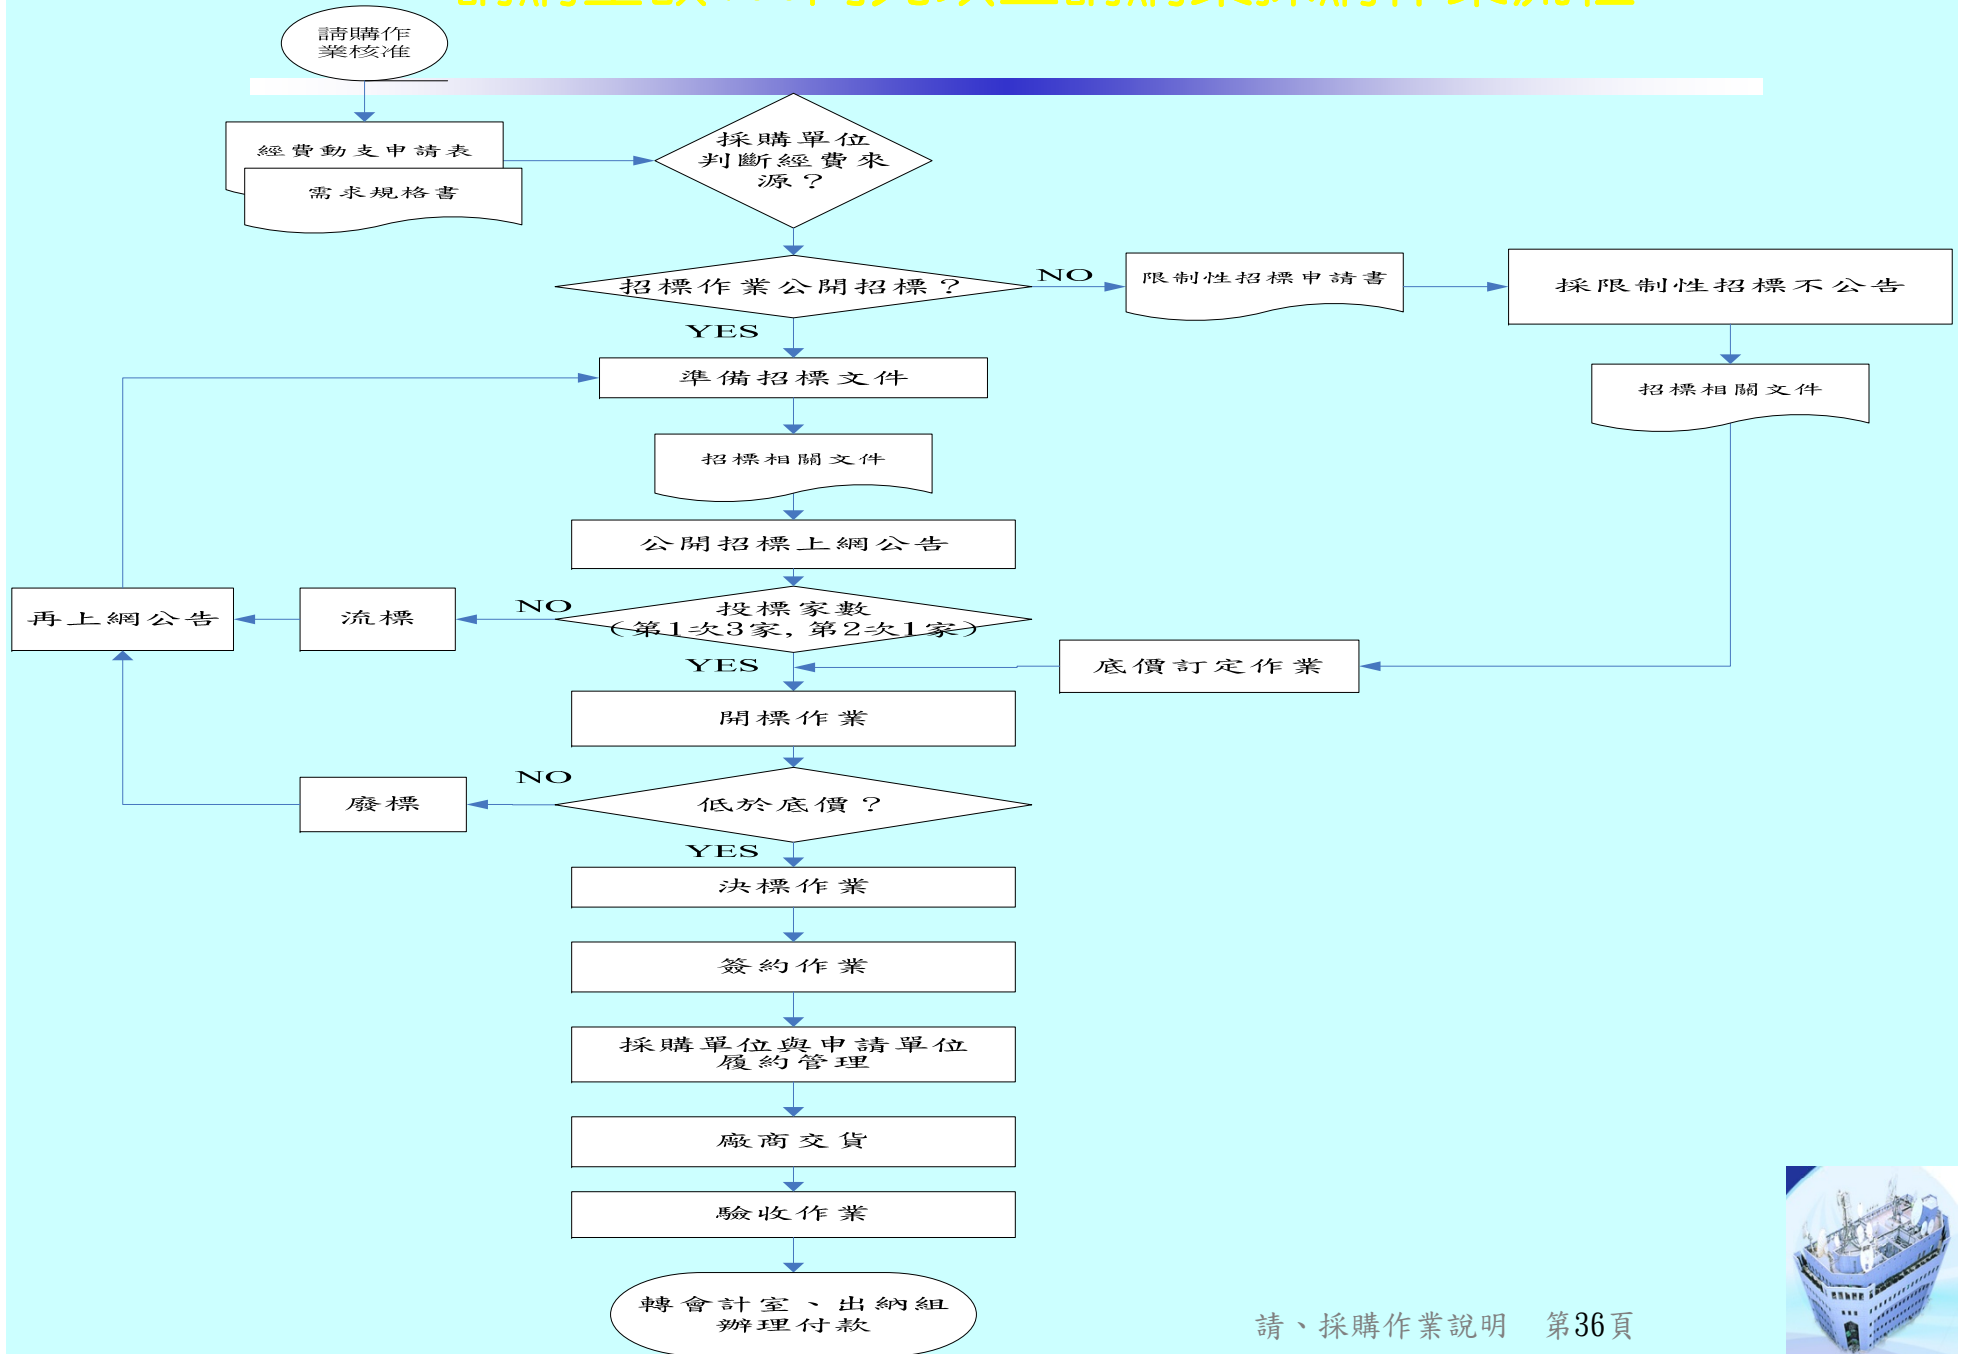 請購作
業核准
經費動支申請表
需求規格書
採購單位
判斷經費來
源？
招標作業公開招標？
NO
限制性招標申請書
採限制性招標不公告
YES
準備招標文件
招標相關文件
招標相關文件
公開招標上網公告
再上網公告
流標
NO
投標家數
(第1次3家,第2次1家)
YES
底價訂定作業
開標作業
NO
廢標
低於底價？
YES
決標作業
簽約作業
採購單位與申請單位
履約管理
廠商交貨
驗收作業
轉會計室、出納組
辦理付款
請、採購作業說明　第36頁